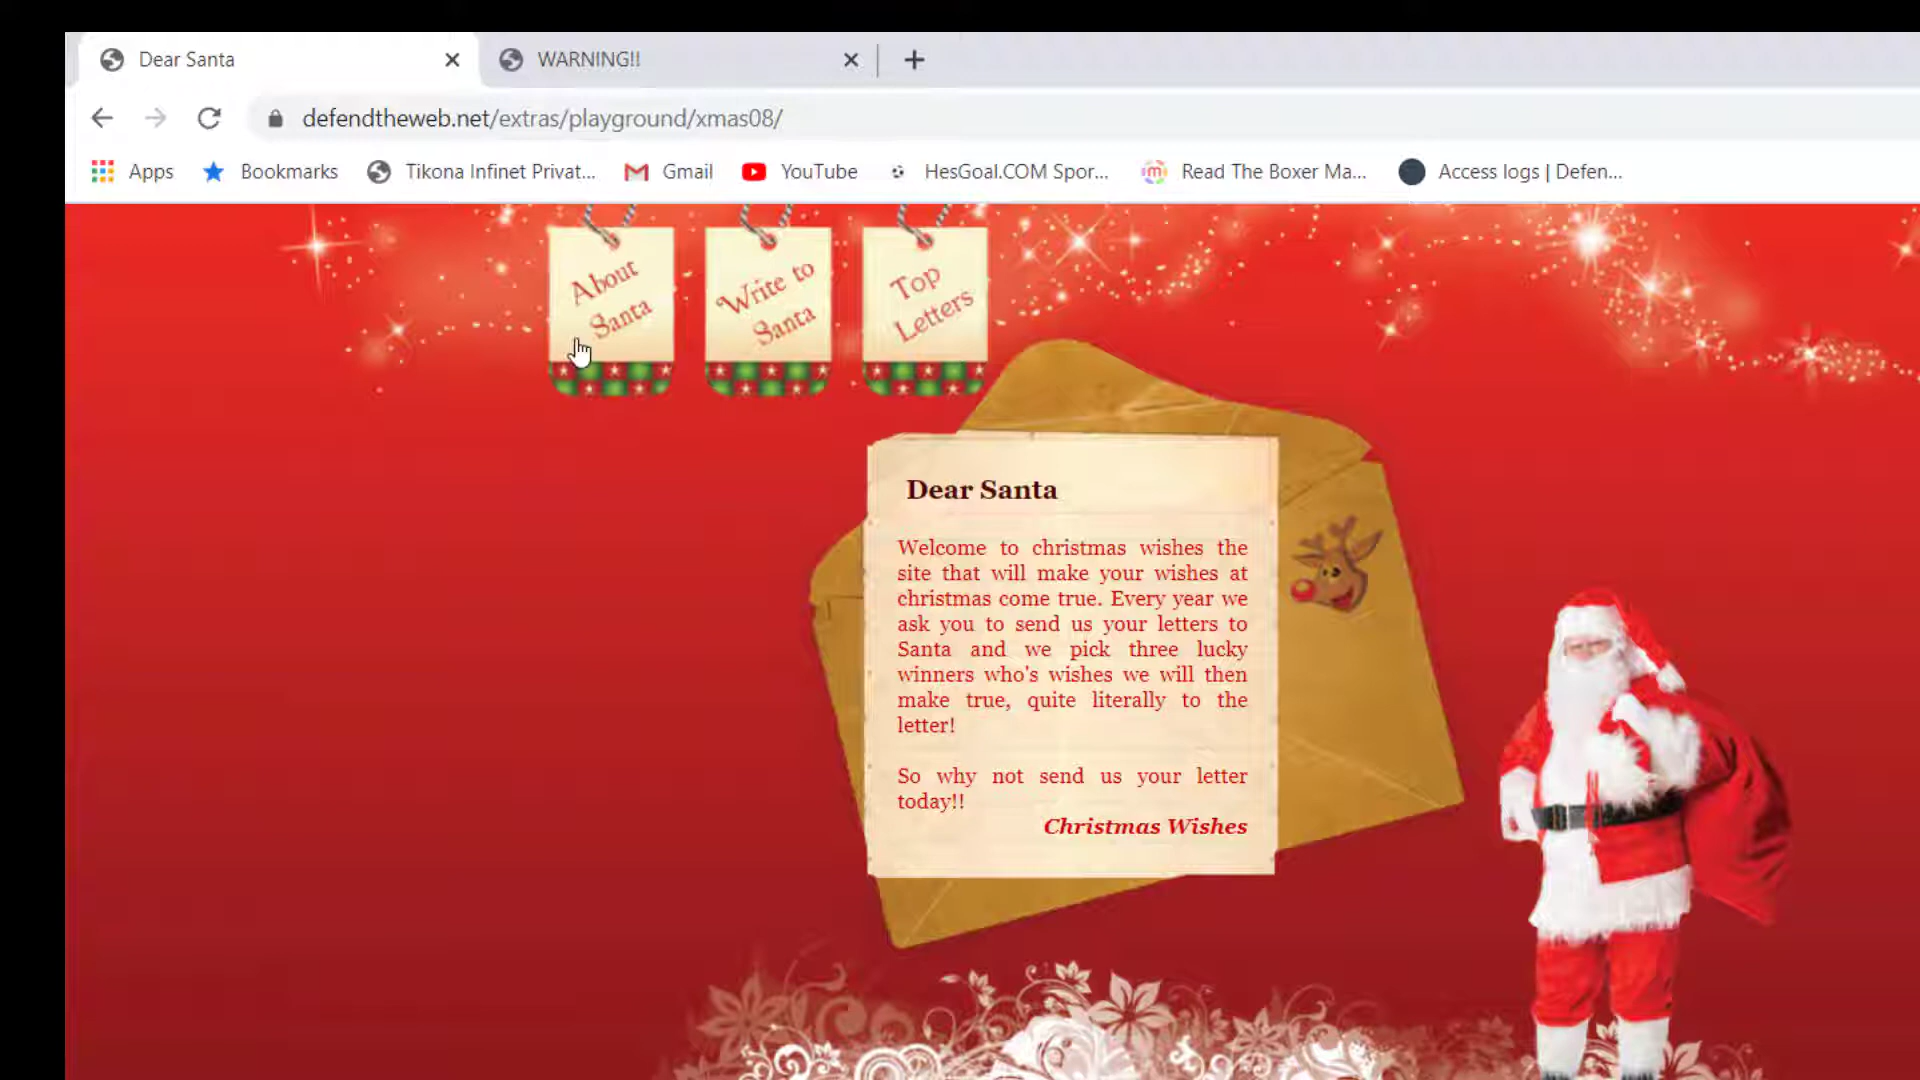 Dear Santa
WARNING!!
defendtheweb.net/extras/playground/xmas08/
Apps
Bookmarks
Tikona Infinet Privat...
Gmail
YouTube
HesGoal.COM Spor...
Read The Boxer Ma...
Access logs | Defen...
About
Santa
Write to
Santa
Top
Letters
Dear Santa
Welcome to christmas wishes the
site that will make your wishes at
christmas come true. Every year we
ask you to send us your letters to
Santa and we pick three lucky
winners who's wishes we will then
make true, quite literally to the
letter!
So why not send us your letter
today!!
Christmas Wishes